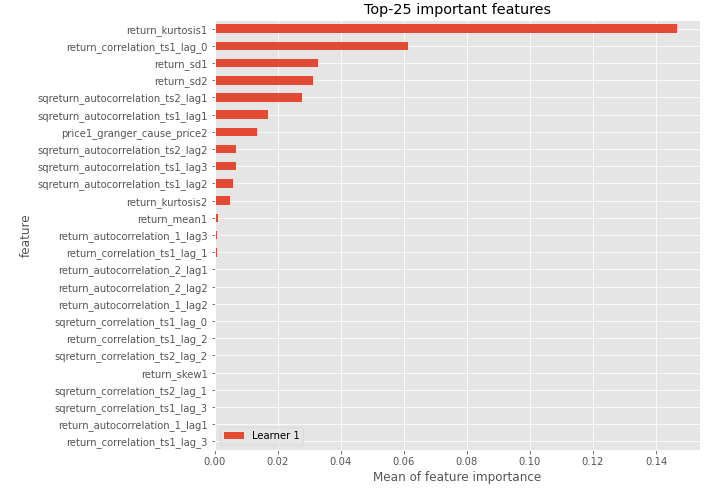 Top-25 important features
return_kurtosis1
return_correlation_ts1_lag_0
return_sd1
return_sd2
sqreturn_autocorrelation_ts2_lag1
sqreturn_autocorrelation_ts1_lag1
price1_granger_cause_price2
sqreturn_autocorrelation_ts2_lag2
sqreturn_autocorrelation_ts1_lag3
sqreturn_autocorrelation_ts1_lag2
return_kurtosis2
return_mean1
return_autocorrelation_1_lag3
return_correlation_ts1_lag_1
return_autocorrelation_2_lag1
return_autocorrelation_2_lag2
return_autocorrelation_1_lag2
sqreturn_correlation_ts1_lag_0
return_correlation_ts1_lag_2
sqreturn_correlation_ts2_lag_2
return_skew1
sqreturn_correlation_ts2_lag_1
sqreturn_correlation_ts1_lag_3
return_autocorrelation_1_lag1
return_correlation_ts1_lag_3
feature
Learner 1
0.00 0.02 0.04 0.06 0.08 0.10 0.12 0.14
Mean of feature importance